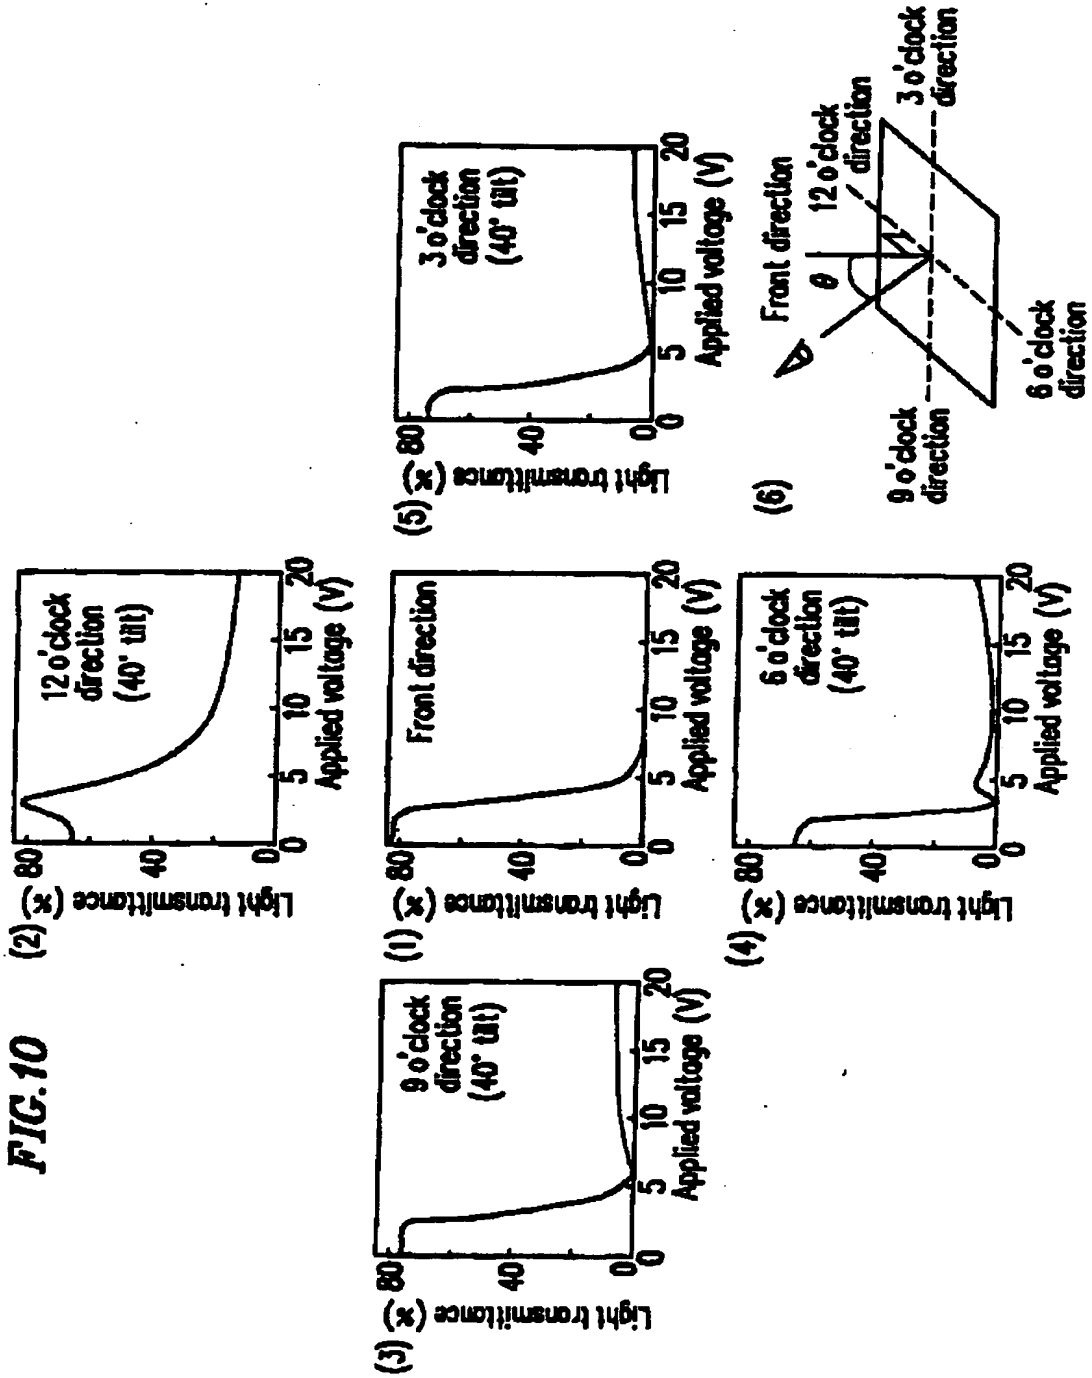 FIG.10
(2)
Light transmittance (%)
80
40
0
12 o'clock
direction
(40° tilt)
0
5
10
15
20
Applied voltage (V)
(3)
Light transmittance (%)
80
40
0
9 o'clock
direction
(40° tilt)
0
5
10
15
20
Applied voltage (V)
(1)
Light transmittance (%)
80
40
0
Front direction
0
5
10
15
20
Applied voltage (V)
(5)
Light transmittance (%)
80
40
0
3 o'clock
direction
(40° tilt)
0
5
10
15
20
Applied voltage (V)
(4)
Light transmittance (%)
80
40
0
6 o'clock
direction
(40° tilt)
0
5
10
15
20
Applied voltage (V)
(6)
Front direction
θ
12 o'clock
direction
9 o'clock
direction
3 o'clock
direction
6 o'clock
direction